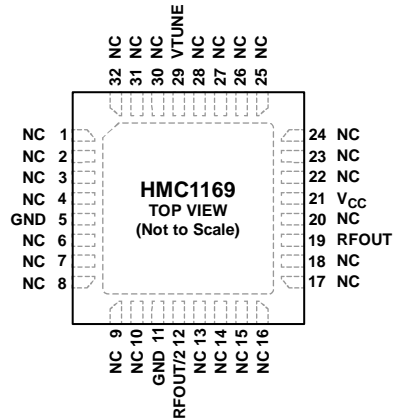 32 NC
31 NC
30 NC
29 VTUNE
28 NC
27 NC
26 NC
25 NC
NC 1
NC 2
NC 3
NC 4
GND 5
NC 6
NC 7
NC 8
HMC1169
TOP VIEW
(Not to Scale)
24 NC
23 NC
22 NC
21 VCC
20 NC
19 RFOUT
18 NC
17 NC
NC 9
NC 10
GND 11
RFOUT/2 12
NC 13
NC 14
NC 15
NC 16